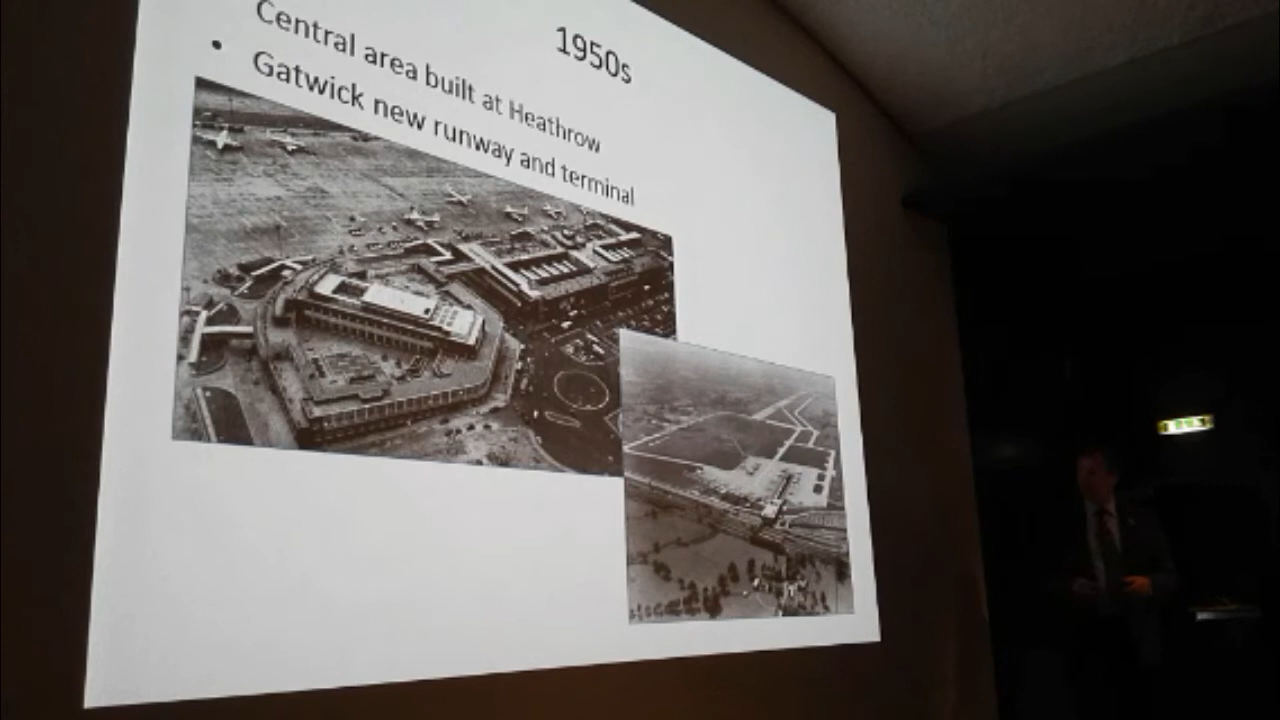 1950s
Central area built at Heathrow
• Gatwick new runway and terminal